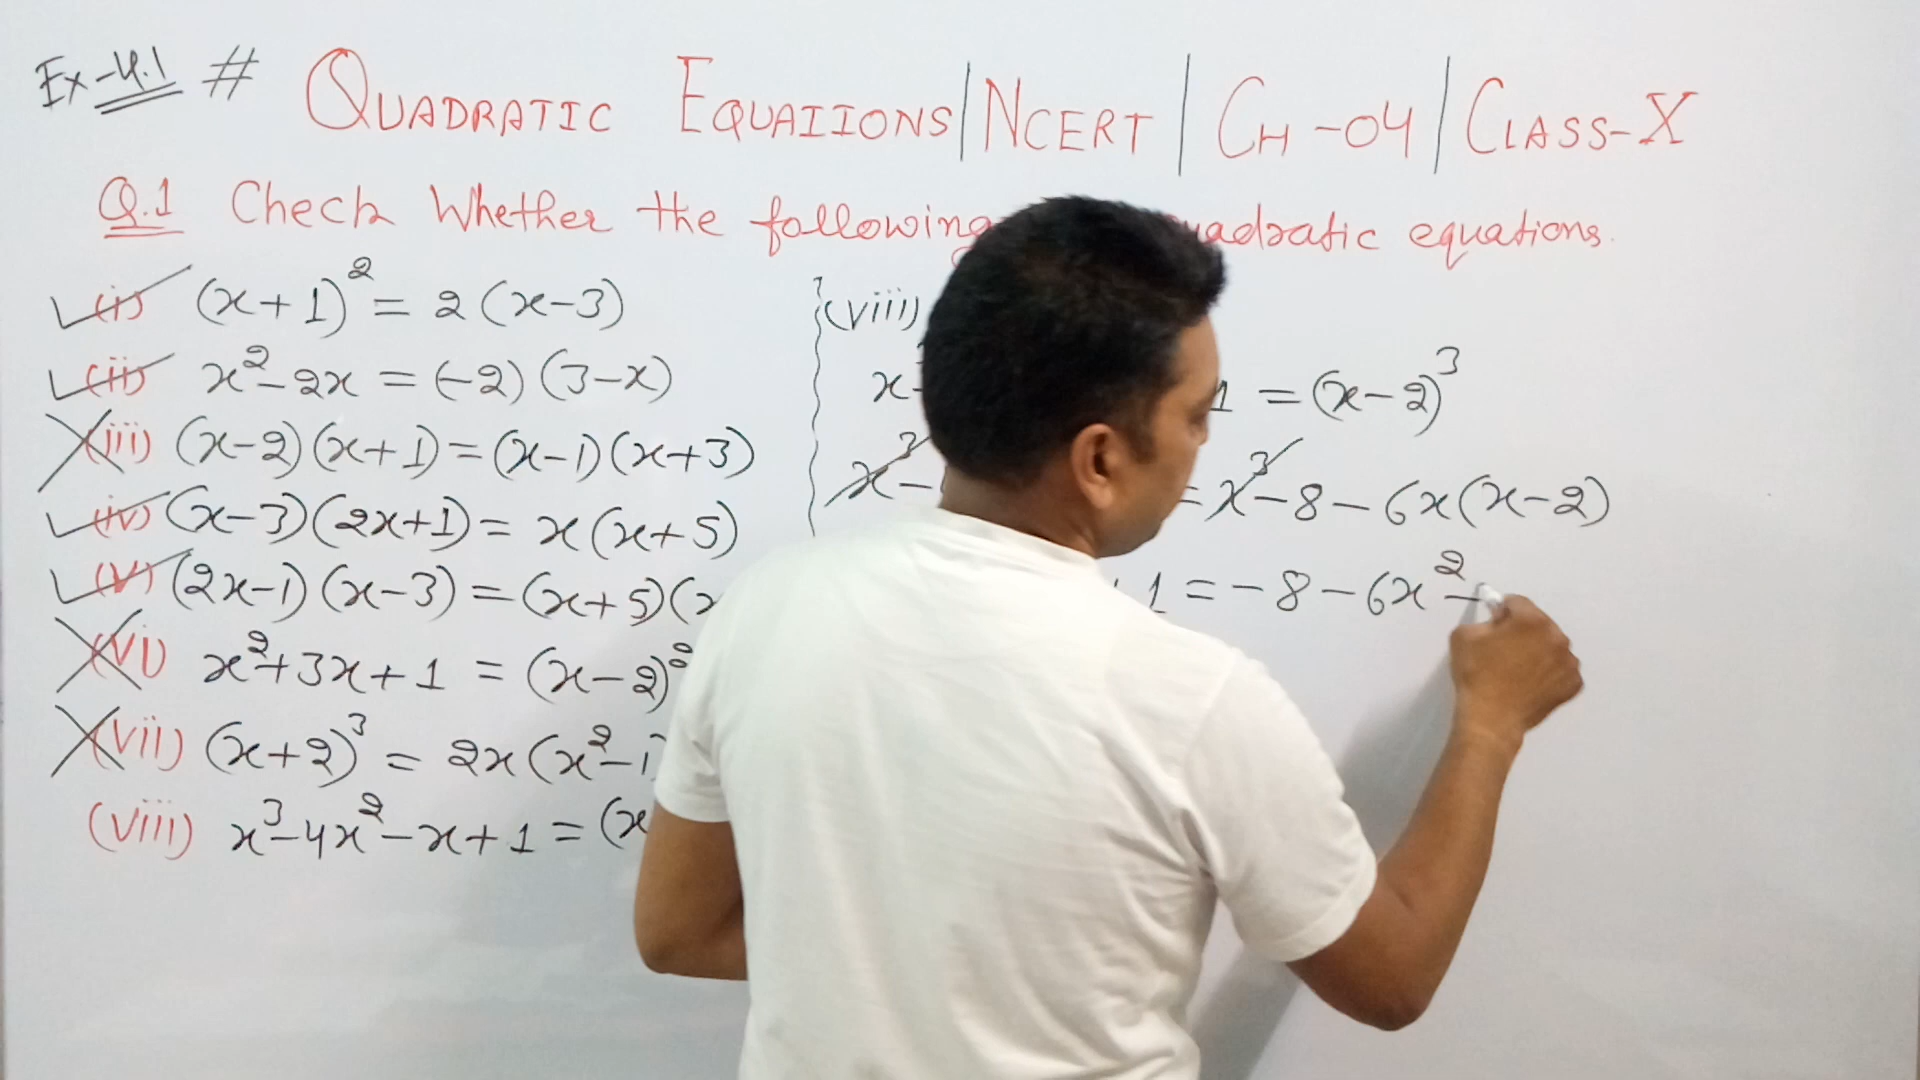 Ex-4.1 # QUADRATIC EQUATIONS | NCERT | CH-04 | CLASS-X
Q.1 Check Whether the following quadratic equations.
(i) (x+1)² = 2(x-3)
(ii) x²-2x = (-2)(3-x)
(iii) (x-2)(x+1) = (x-1)(x+3)
(iv) (x-3)(2x+1) = x(x+5)
(v) (2x-1)(x-3) = (x+5)(x
(vi) x²+3x+1 = (x-2)²
(vii) (x+2)³ = 2x(x²-1)
(viii) x³-4x²-x+1 = (x
(viii)
x 1 = (x-2)³
x³- = x³-8-6x(x-2)
1 = -8-6x²-